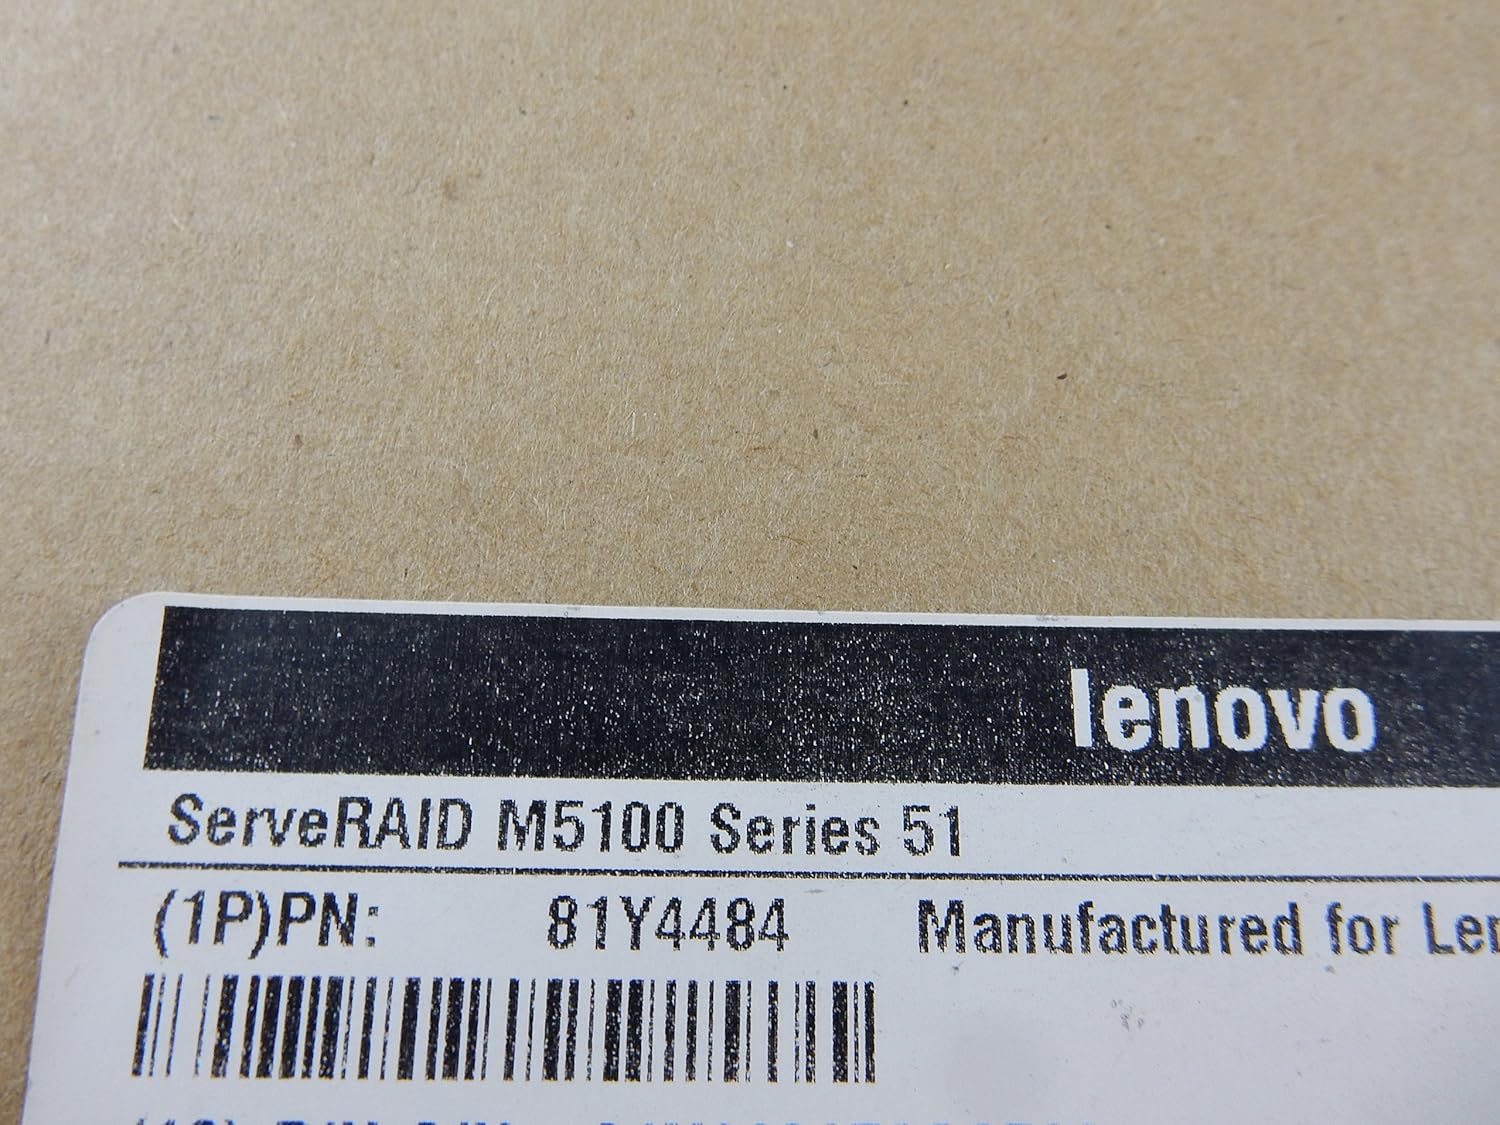 lenovo
ServeRAID M5100 Series 51
(1P)PN: 81Y4484 Manufactured for